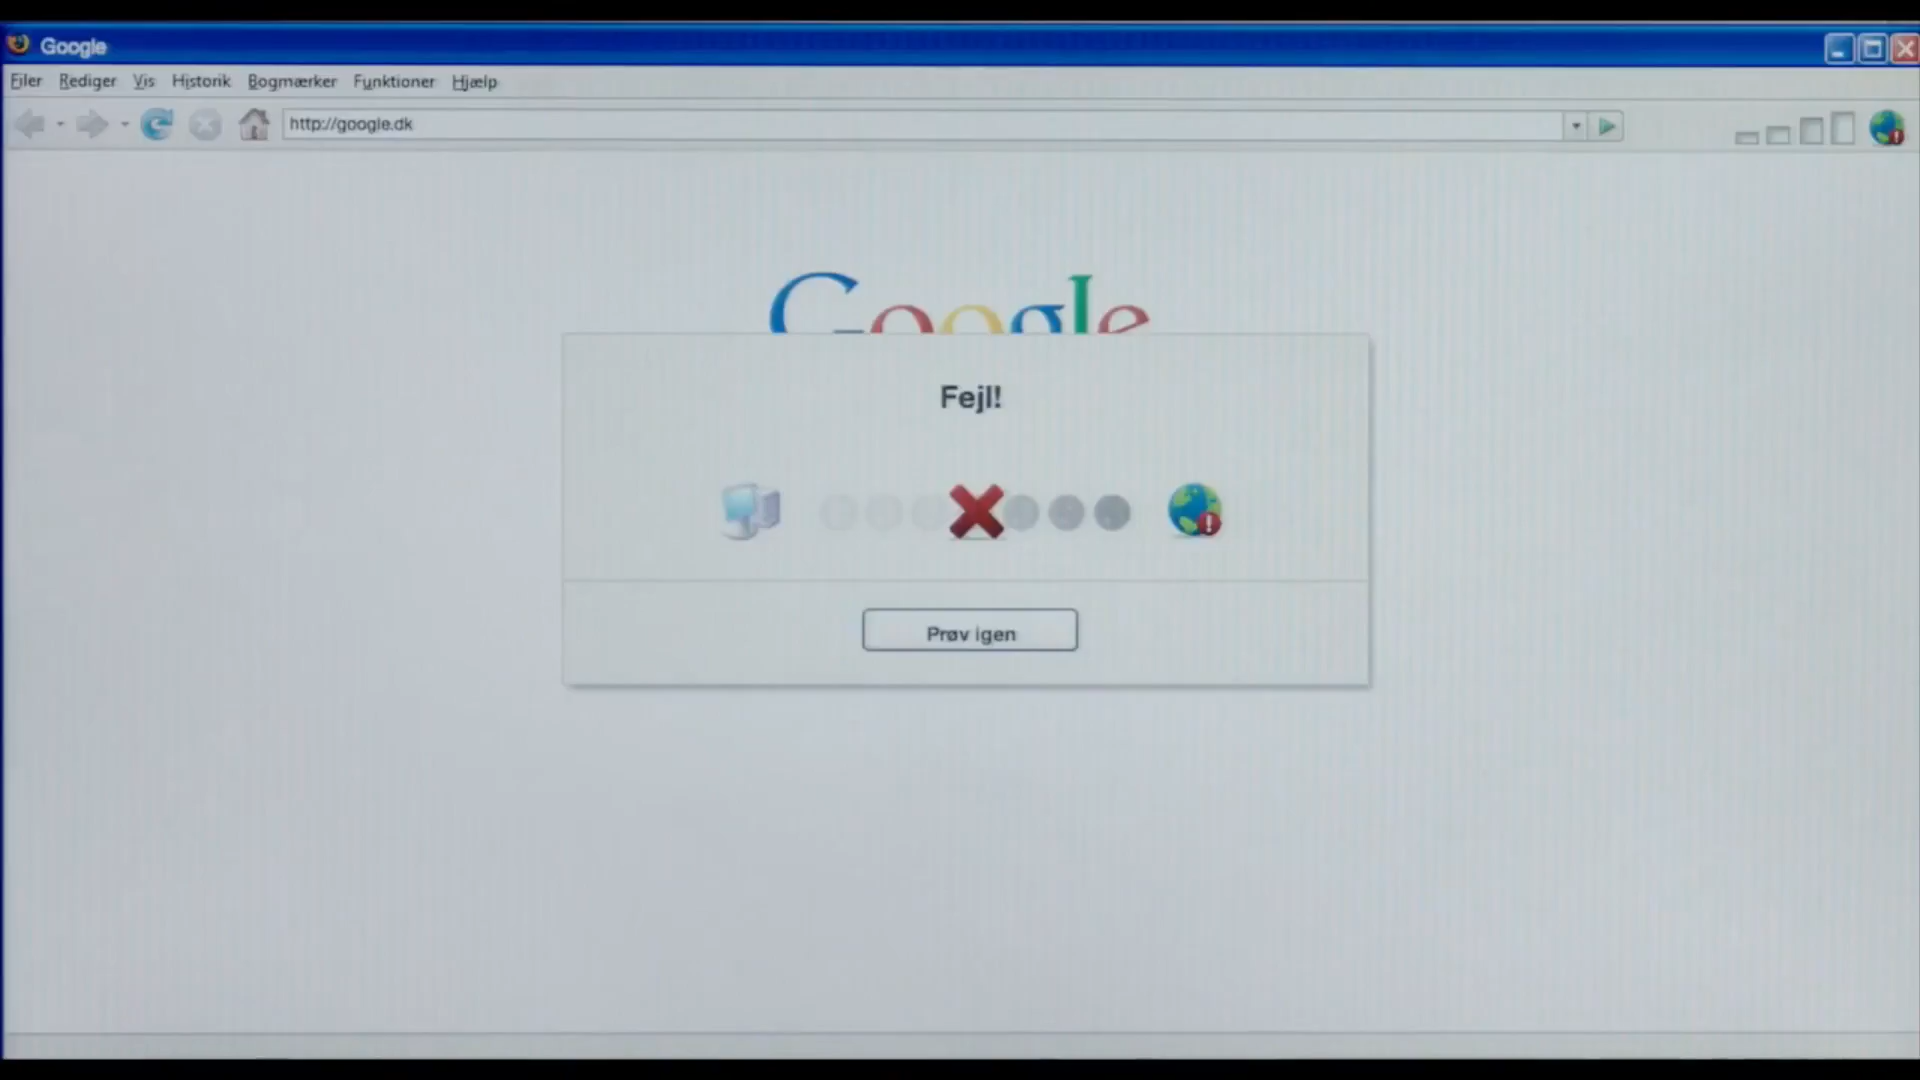 Google
Filer Rediger Vis Historik Bogmærker Funktioner Hjælp
http://google.dk
Google
Fejl!
Prøv igen